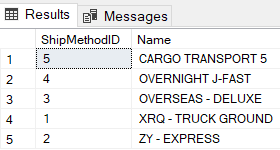 Results Messages
ShipMethodID Name
1 5 CARGO TRANSPORT 5
2 4 OVERNIGHT J-FAST
3 3 OVERSEAS - DELUXE
4 1 XRQ - TRUCK GROUND
5 2 ZY - EXPRESS